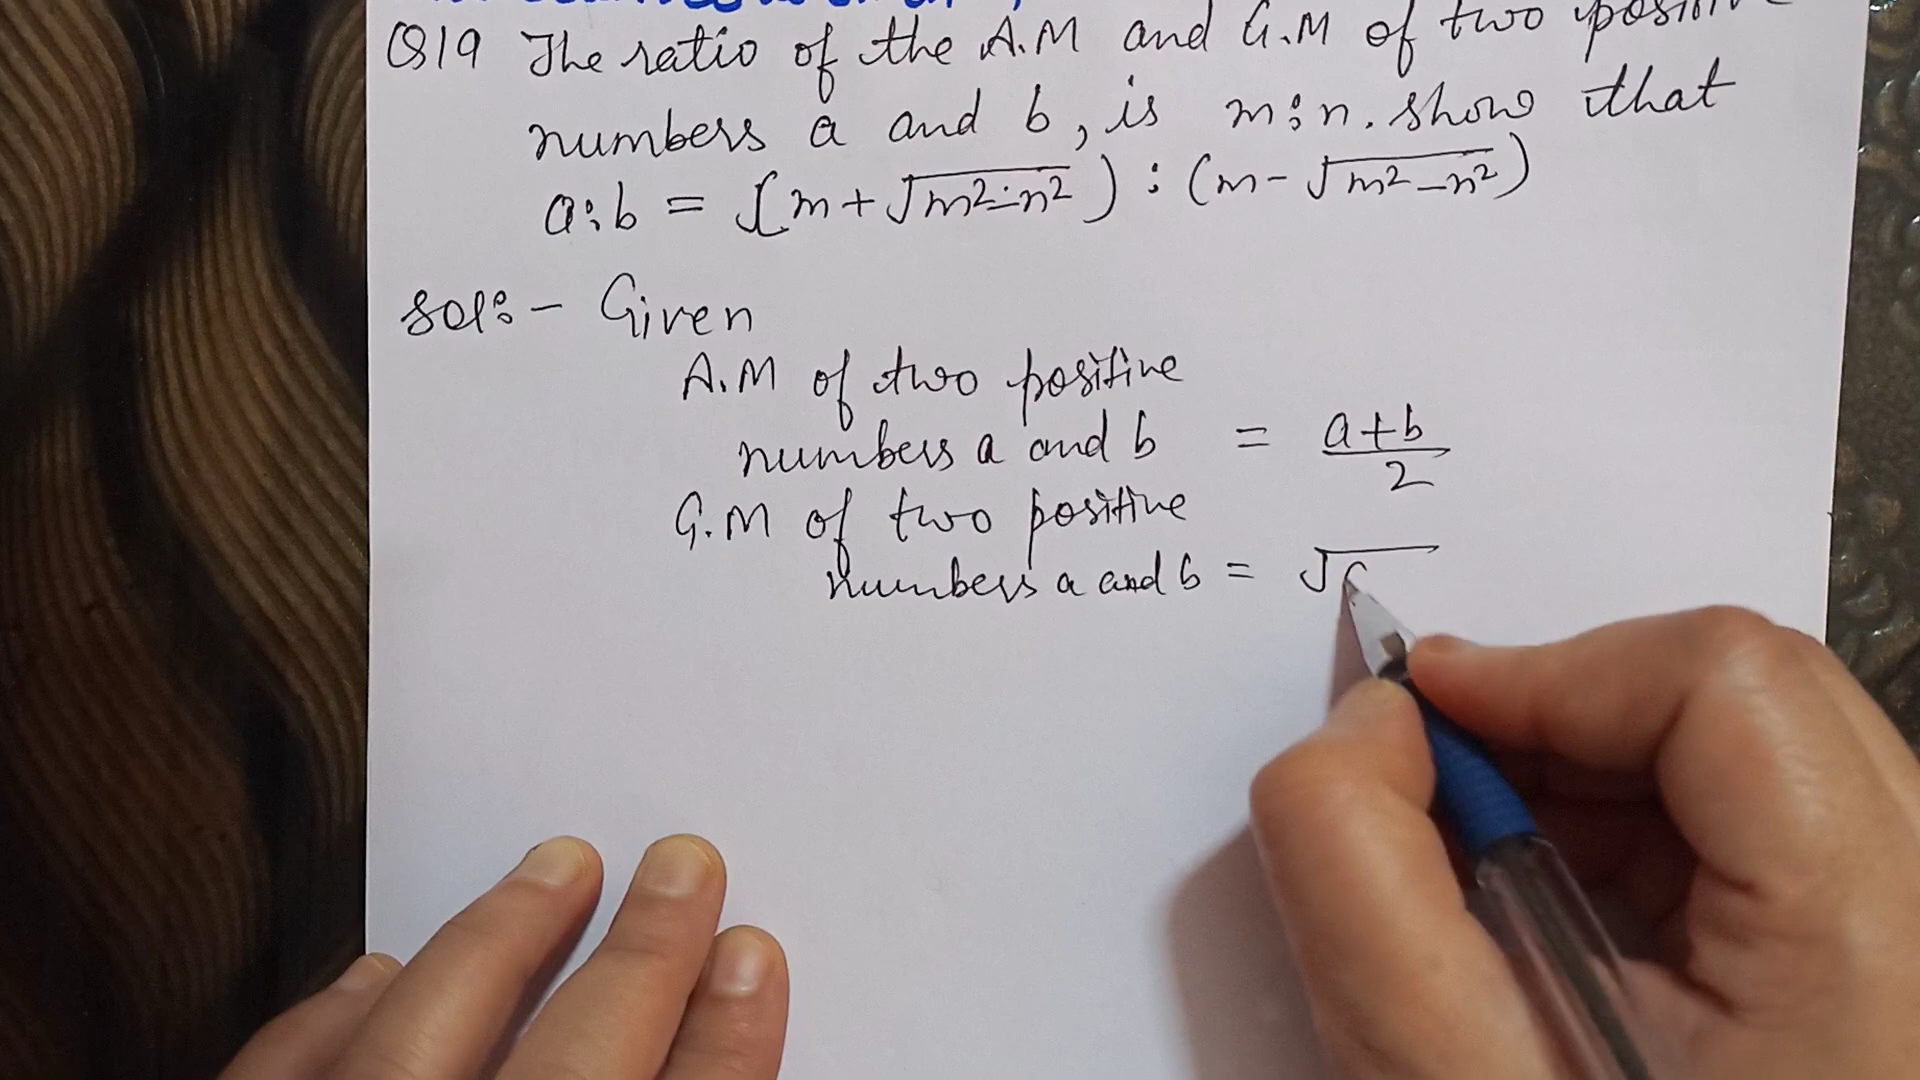 Q19 The ratio of the A.M and G.M of two positive
numbers a and b, is m:n. show that
a:b = (m+√m²-n²) : (m-√m²-n²)
Sol:- Given
A.M of two positive
numbers a and b = a+b/2
G.M of two positive
numbers a and b = √